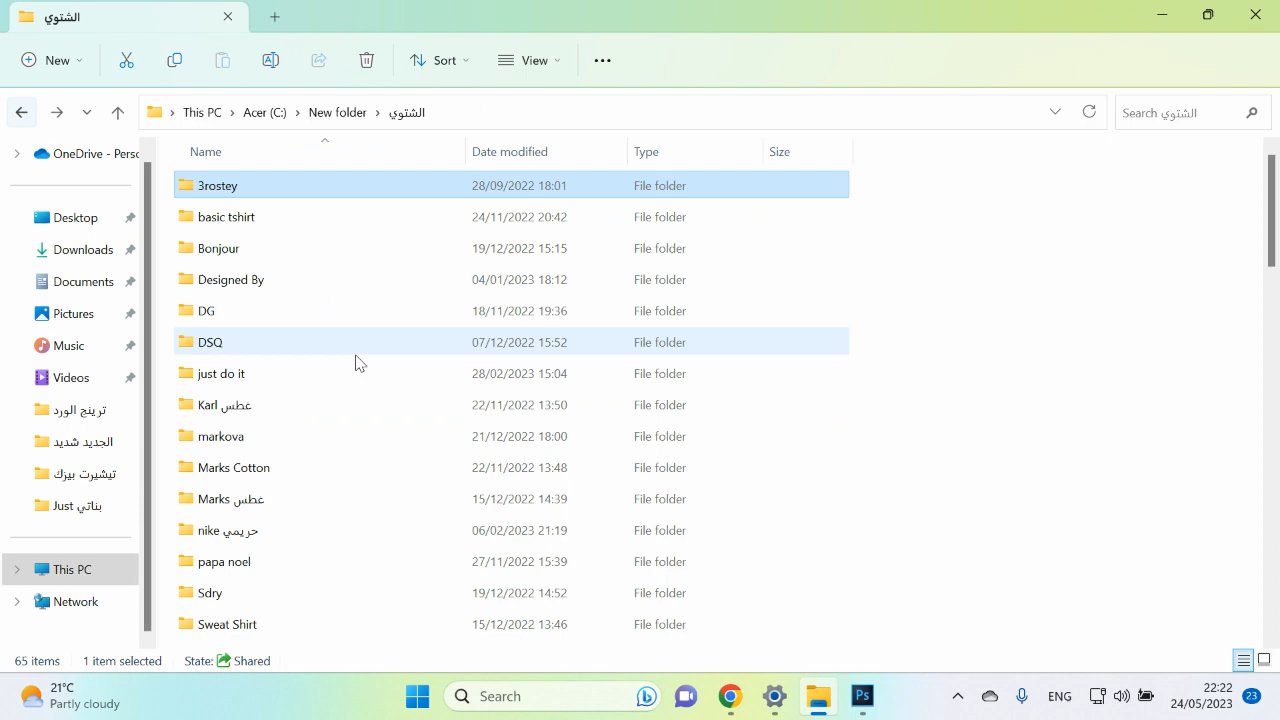 الشتوي
New
Sort
View
This PC
Acer (C:)
New folder
الشتوي
Search الشتوي
OneDrive - Perso
Desktop
Downloads
Documents
Pictures
Music
Videos
ترينج الورد
الجديد شديد
تيشيرت بيزك
بناتي Just
This PC
Network
Name Date modified Type Size
3rostey 28/09/2022 18:01 File folder
basic tshirt 24/11/2022 20:42 File folder
Bonjour 19/12/2022 15:15 File folder
Designed By 04/01/2023 18:12 File folder
DG 18/11/2022 19:36 File folder
DSQ 07/12/2022 15:52 File folder
just do it 28/02/2023 15:04 File folder
Karl غطس 22/11/2022 13:50 File folder
markova 21/12/2022 18:00 File folder
Marks Cotton 22/11/2022 13:48 File folder
Marks غطس 15/12/2022 14:39 File folder
nike حريمي 06/02/2023 21:19 File folder
papa noel 27/11/2022 15:39 File folder
Sdry 19/12/2022 14:52 File folder
Sweat Shirt 15/12/2022 13:46 File folder
65 items 1 item selected State: Shared
21°C
Partly cloudy
Search
Ps
ENG
22:22
24/05/2023
23